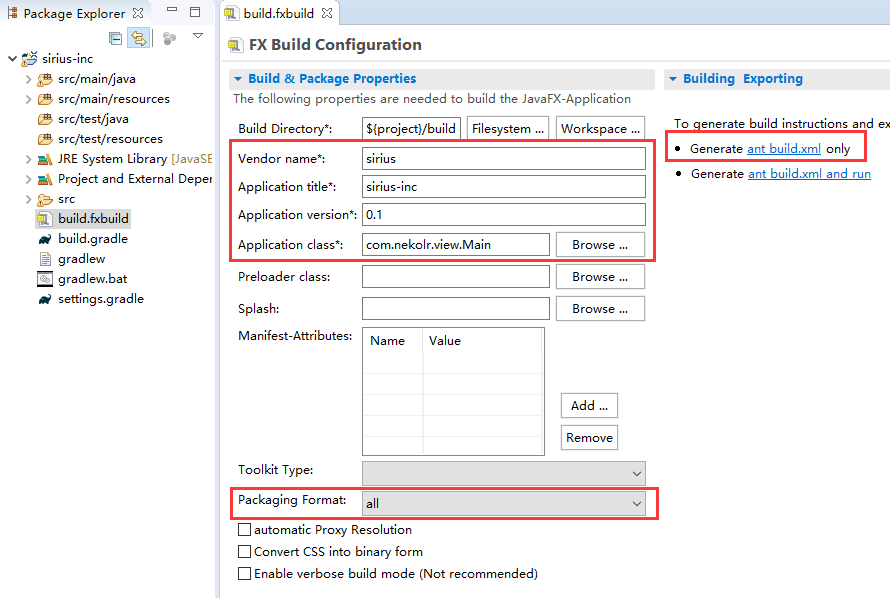 Package Explorer
sirius-inc
src/main/java
src/main/resources
src/test/java
src/test/resources
JRE System Library [JavaSE
Project and External Deper
src
build.fxbuild
build.gradle
gradlew
gradlew.bat
settings.gradle
build.fxbuild
FX Build Configuration
Build & Package Properties
The following properties are needed to build the JavaFX-Application
Build Directory*: ${project}/build Filesystem ... Workspace ...
Vendor name*: sirius
Application title*: sirius-inc
Application version*: 0.1
Application class*: com.nekolr.view.Main Browse ...
Preloader class: Browse ...
Splash: Browse ...
Manifest-Attributes: Name Value
Add ...
Remove
Toolkit Type:
Packaging Format: all
automatic Proxy Resolution
Convert CSS into binary form
Enable verbose build mode (Not recommended)
Building Exporting
To generate build instructions and ex
• Generate ant build.xml only
• Generate ant build.xml and run